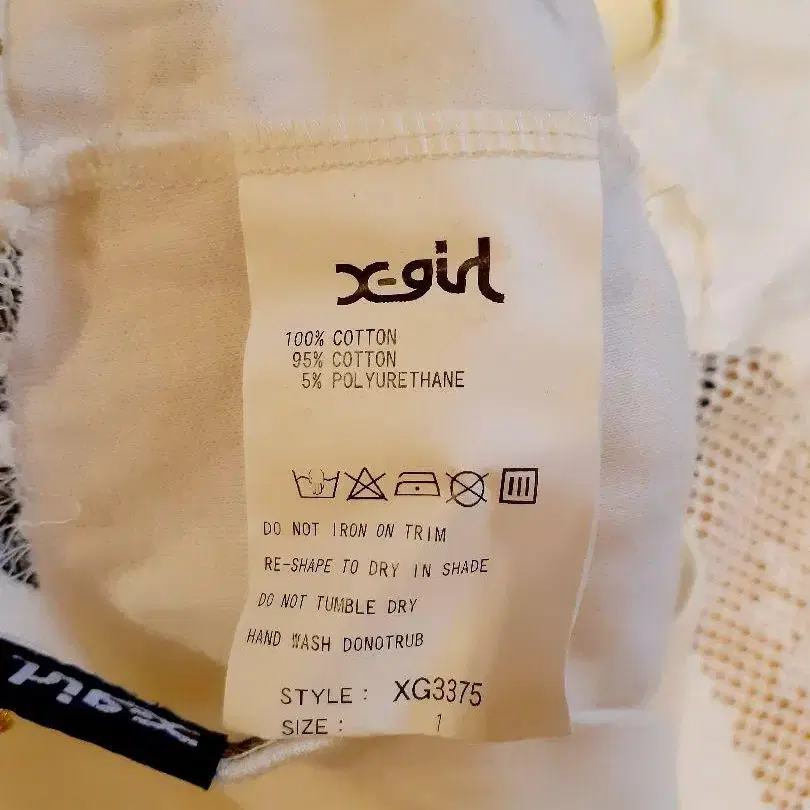 x-girl
100% COTTON
95% COTTON
5% POLYURETHANE
DO NOT IRON ON TRIM
RE-SHAPE TO DRY IN SHADE
DO NOT TUMBLE DRY
HAND WASH DONOTRUB
STYLE : XG3375
SIZE : 1
x-girl